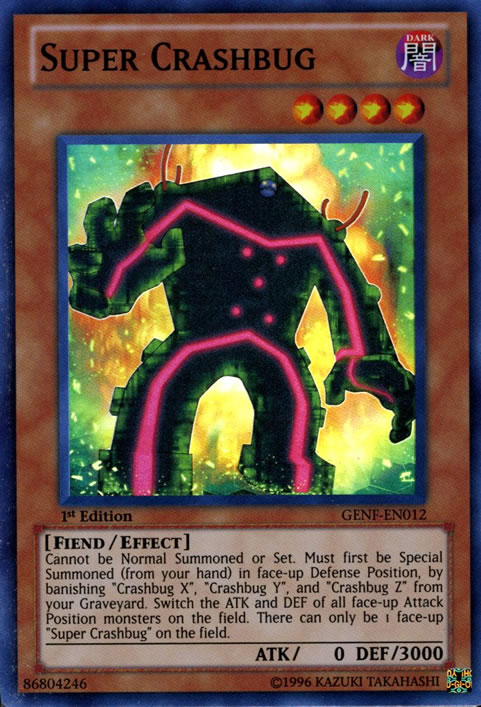 SUPER CRASHBUG
DARK
闇
1st Edition
GENF-EN012
[FIEND / EFFECT]
Cannot be Normal Summoned or Set. Must first be Special
Summoned (from your hand) in face-up Defense Position, by
banishing "Crashbug X", "Crashbug Y", and "Crashbug Z" from
your Graveyard. Switch the ATK and DEF of all face-up Attack
Position monsters on the field. There can only be 1 face-up
"Super Crashbug" on the field.
ATK/ 0 DEF/3000
86804246
©1996 KAZUKI TAKAHASHI